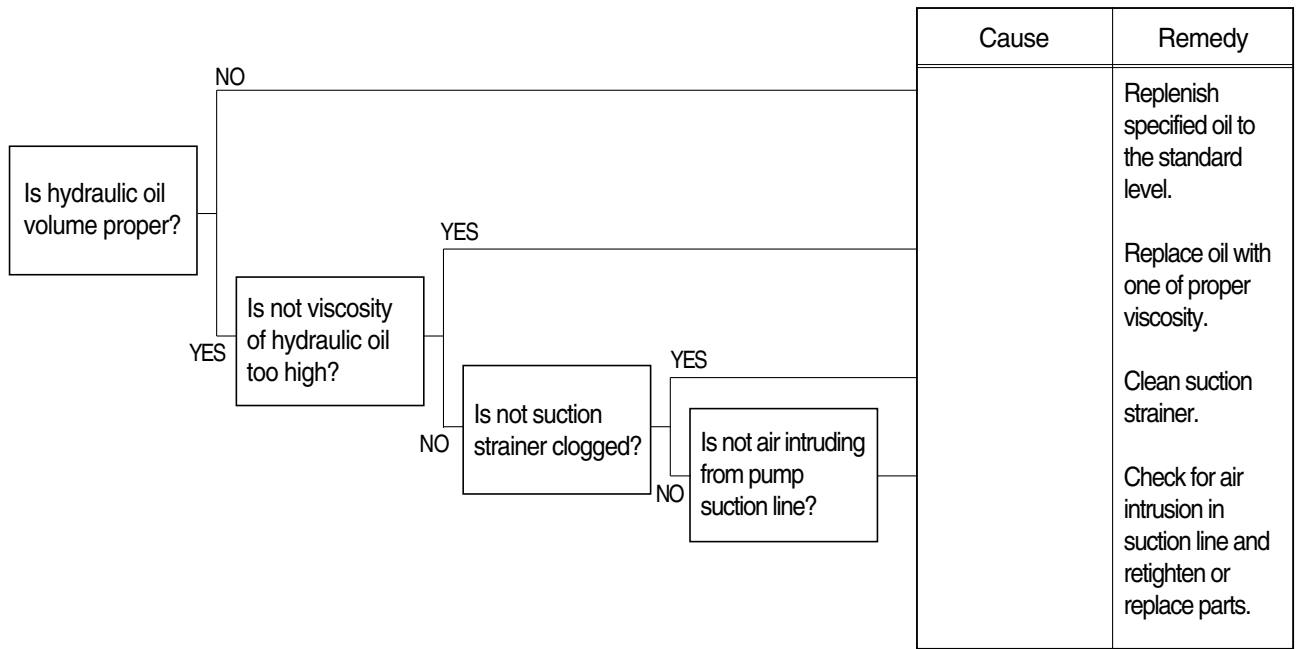 Cause
Remedy
NO
Replenish
specified oil to
the standard
level.
Is hydraulic oil
volume proper?
YES
YES
Replace oil with
one of proper
viscosity.
Is not viscosity
of hydraulic oil
too high?
NO
YES
Clean suction
strainer.
Is not suction
strainer clogged?
NO
Is not air intruding
from pump
suction line?
Check for air
intrusion in
suction line and
retighten or
replace parts.